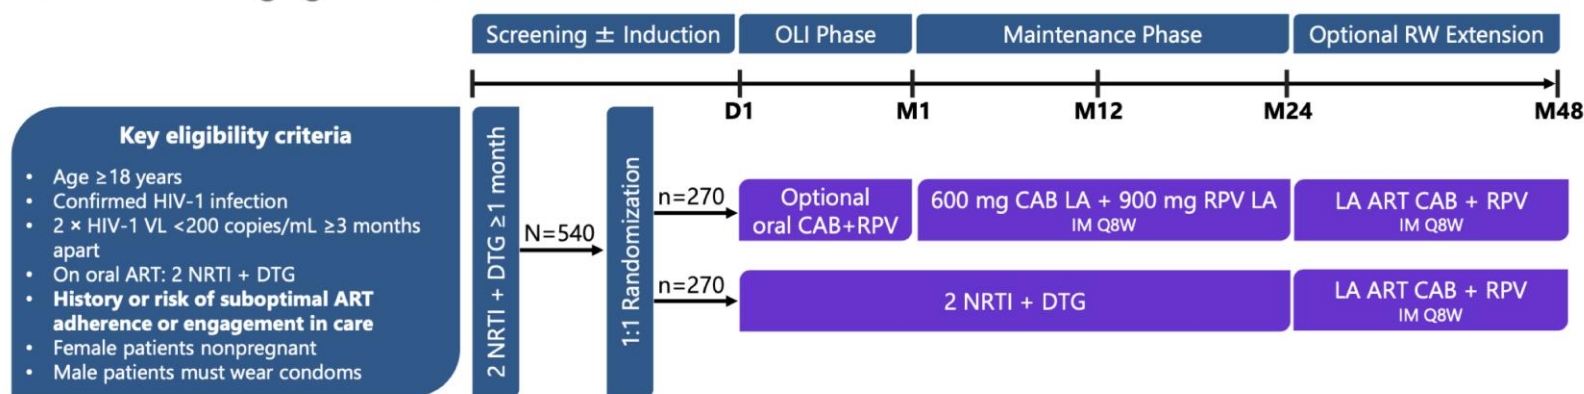 Screening ± Induction
OLI Phase
Maintenance Phase
Optional RW Extension
D1
M1
M12
M24
M48
Key eligibility criteria
• Age ≥18 years
• Confirmed HIV-1 infection
• 2 × HIV-1 VL <200 copies/mL ≥3 months
apart
• On oral ART: 2 NRTI + DTG
• History or risk of suboptimal ART
adherence or engagement in care
• Female patients nonpregnant
• Male patients must wear condoms
2 NRTI + DTG ≥1 month
N=540
1:1 Randomization
n=270
Optional
oral CAB+RPV
600 mg CAB LA + 900 mg RPV LA
IM Q8W
LA ART CAB + RPV
IM Q8W
n=270
2 NRTI + DTG
LA ART CAB + RPV
IM Q8W